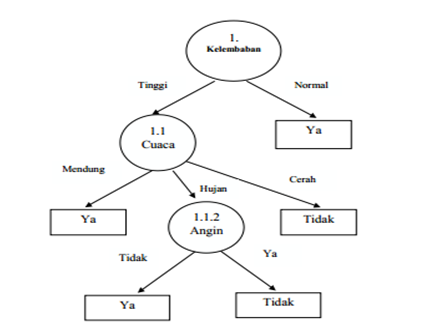 1.
Kelembaban
Tinggi
Normal
1.1
Cuaca
Ya
Mendung
Hujan
Cerah
Ya
1.1.2
Angin
Tidak
Tidak
Ya
Ya
Tidak